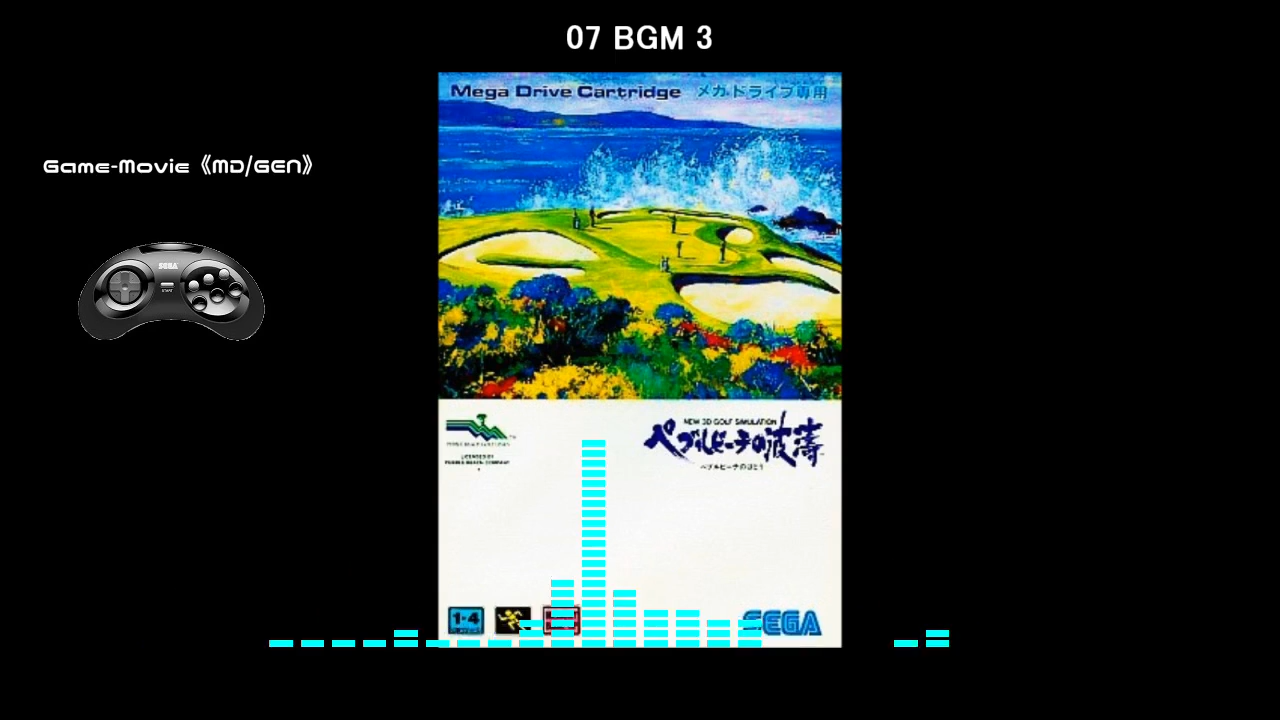 07 BGM 3
Mega Drive Cartridge メガドライブ専用
Game-Movie《MD/GEN》
SEGA
START
NEW 3D GOLF SIMULATION
ペブルビーチの波濤
ペブルビーチのはとう
LICENSED BY
PEBBLE BEACH COMPANY
1-4
SEGA